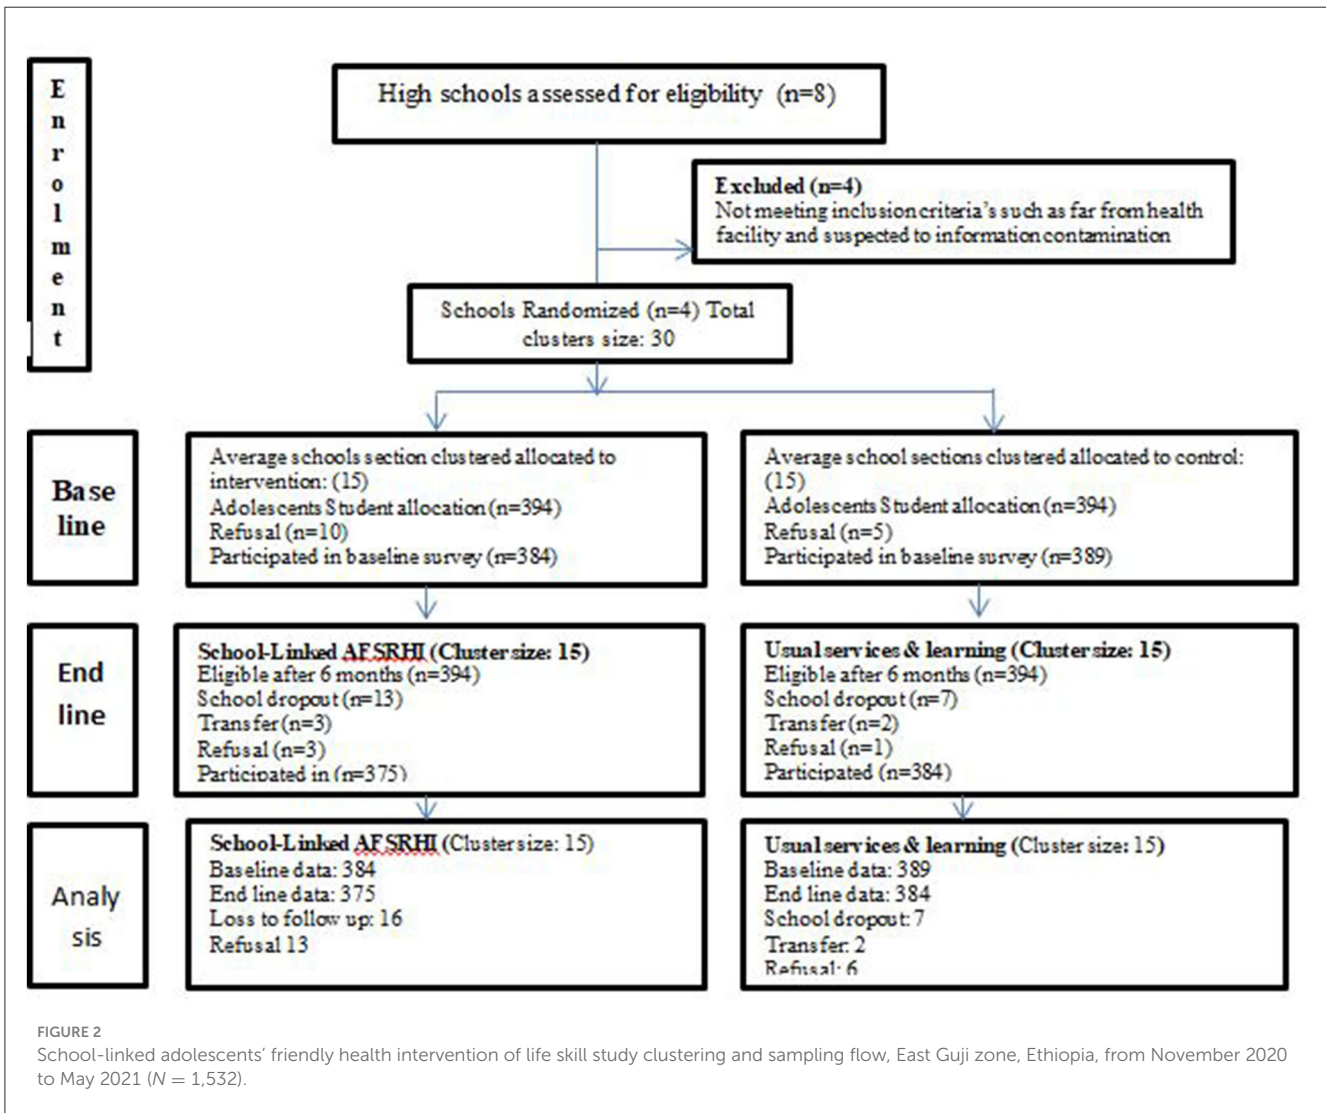 Enrolment
High schools assessed for eligibility (n=8)
Excluded (n=4)
Not meeting inclusion criteria's such as far from health
facility and suspected to information contamination
Schools Randomized (n=4) Total
clusters size: 30
Base
line
Average schools section clustered allocated to
intervention: (15)
Adolescents Student allocation (n=394)
Refusal (n=10)
Participated in baseline survey (n=384)
Average school sections clustered allocated to control:
(15)
Adolescents Student allocation (n=394)
Refusal (n=5)
Participated in baseline survey (n=389)
End
line
School-Linked AFSRHI (Cluster size: 15)
Eligible after 6 months (n=394)
School dropout (n=13)
Transfer (n=3)
Refusal (n=3)
Participated in (n=375)
Usual services & learning (Cluster size: 15)
Eligible after 6 months (n=394)
School dropout (n=7)
Transfer (n=2)
Refusal (n=1)
Participated (n=384)
Analy
sis
School-Linked AFSRHI (Cluster size: 15)
Baseline data: 384
End line data: 375
Loss to follow up: 16
Refusal 13
Usual services & learning (Cluster size: 15)
Baseline data: 389
End line data: 384
School dropout: 7
Transfer: 2
Refusal: 6
FIGURE 2
School-linked adolescents' friendly health intervention of life skill study clustering and sampling flow, East Guji zone, Ethiopia, from November 2020
to May 2021 (N = 1,532).